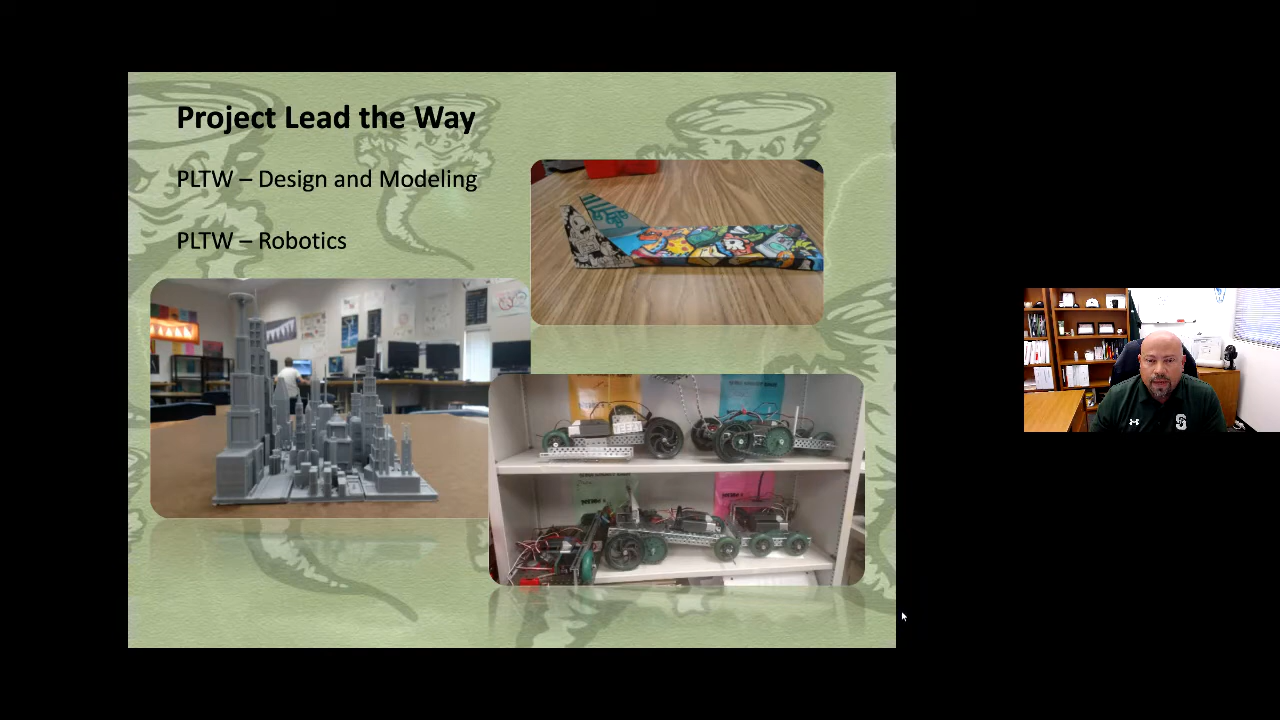 Project Lead the Way
PLTW – Design and Modeling
PLTW – Robotics
S